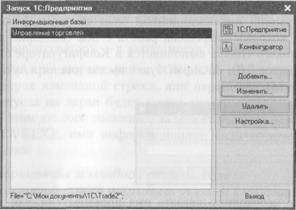 Запуск 1С:Предприятия
Информационные базы
Управление торговлей
1С:Предприятие
Конфигуратор
Добавить...
Изменить...
Удалить
Настройка...
File="C:\Мои документы\1C\Trade2";
Выход